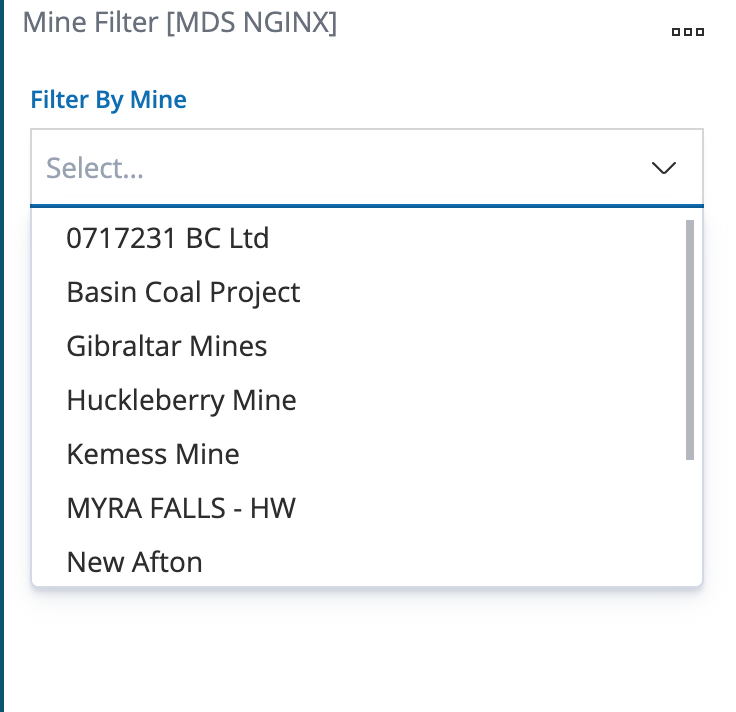 Mine Filter [MDS NGINX]
Filter By Mine
Select...
0717231 BC Ltd
Basin Coal Project
Gibraltar Mines
Huckleberry Mine
Kemess Mine
MYRA FALLS - HW
New Afton